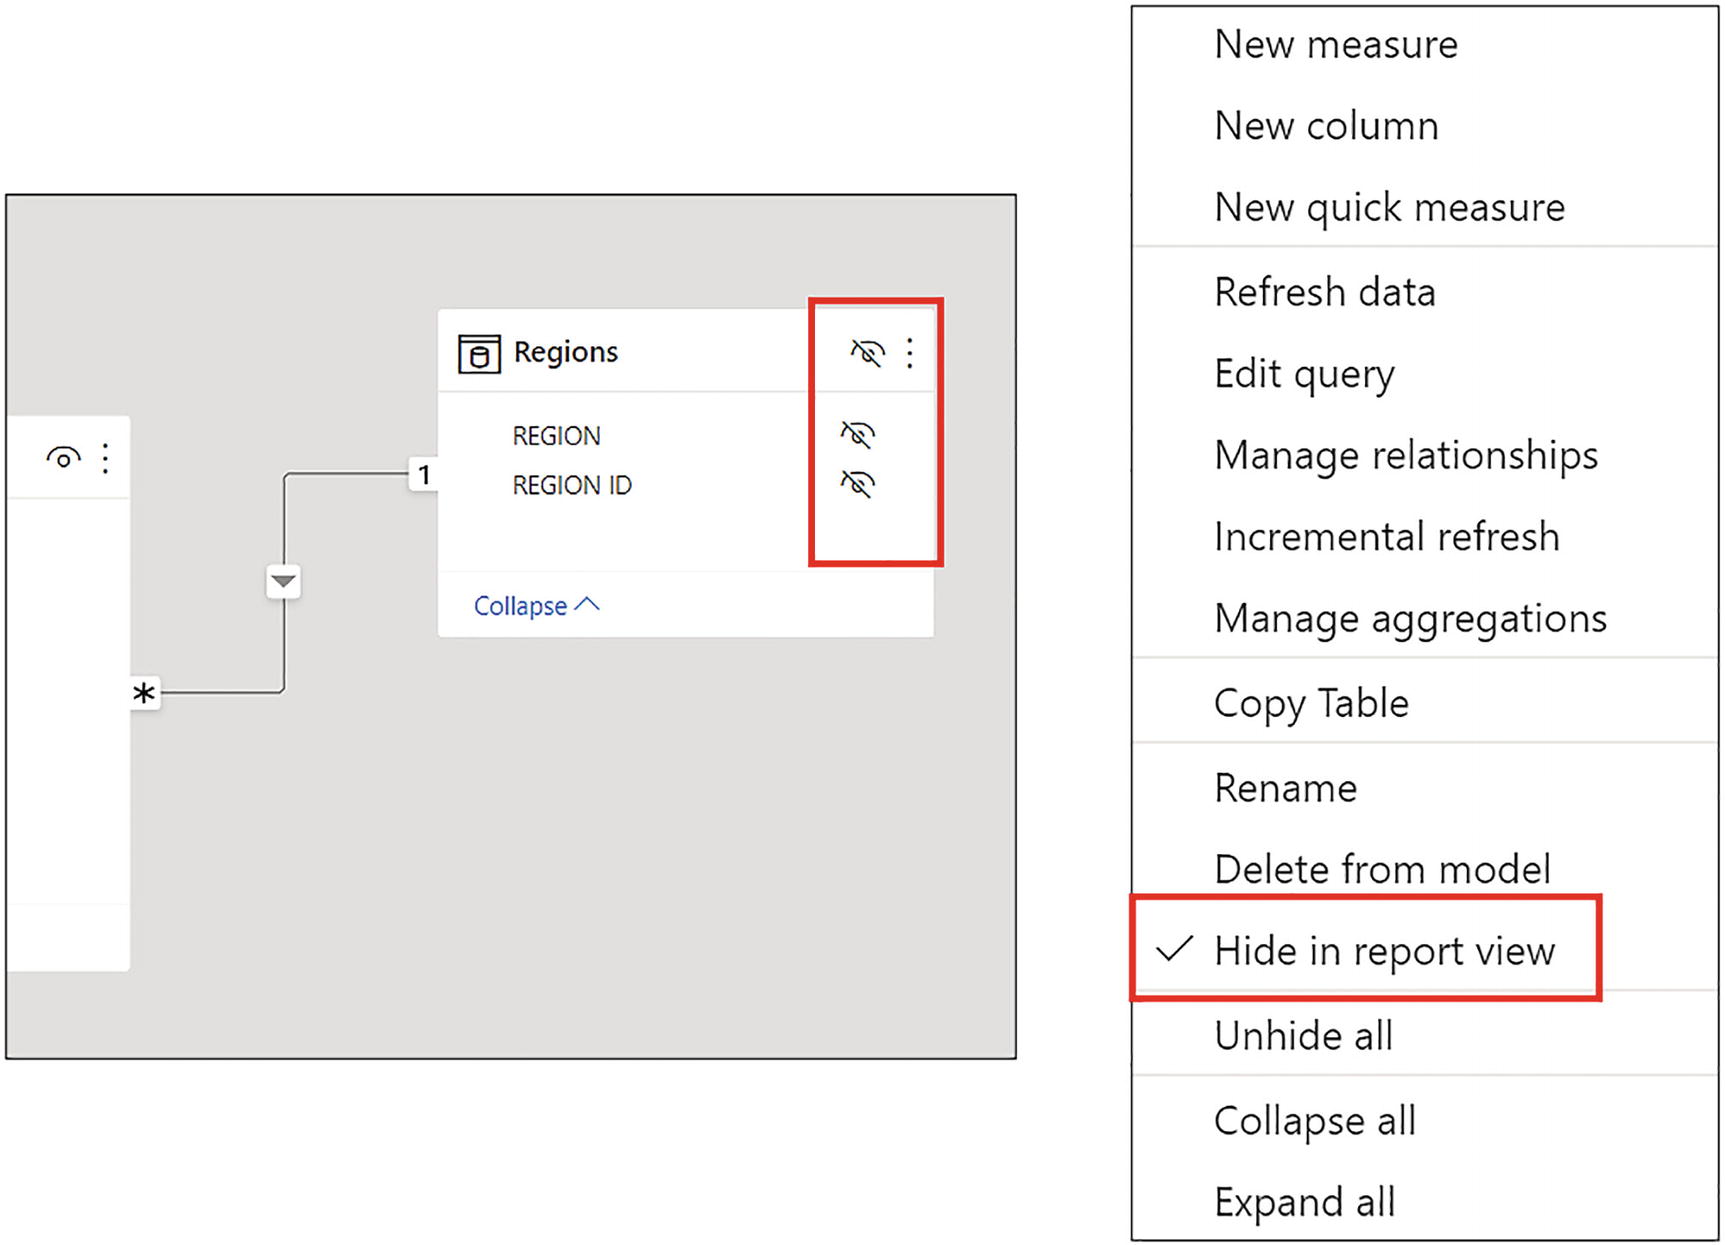 Regions
REGION
REGION ID
Collapse
1
*
New measure
New column
New quick measure
Refresh data
Edit query
Manage relationships
Incremental refresh
Manage aggregations
Copy Table
Rename
Delete from model
Hide in report view
Unhide all
Collapse all
Expand all